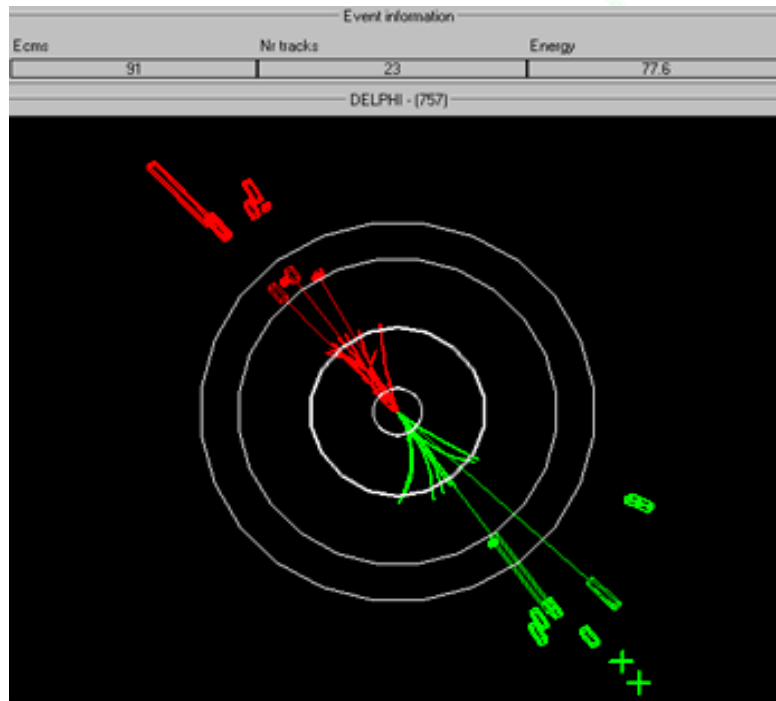 Event information
Ecms Nr tracks Energy
91 23 77.6
DELPHI - (757)